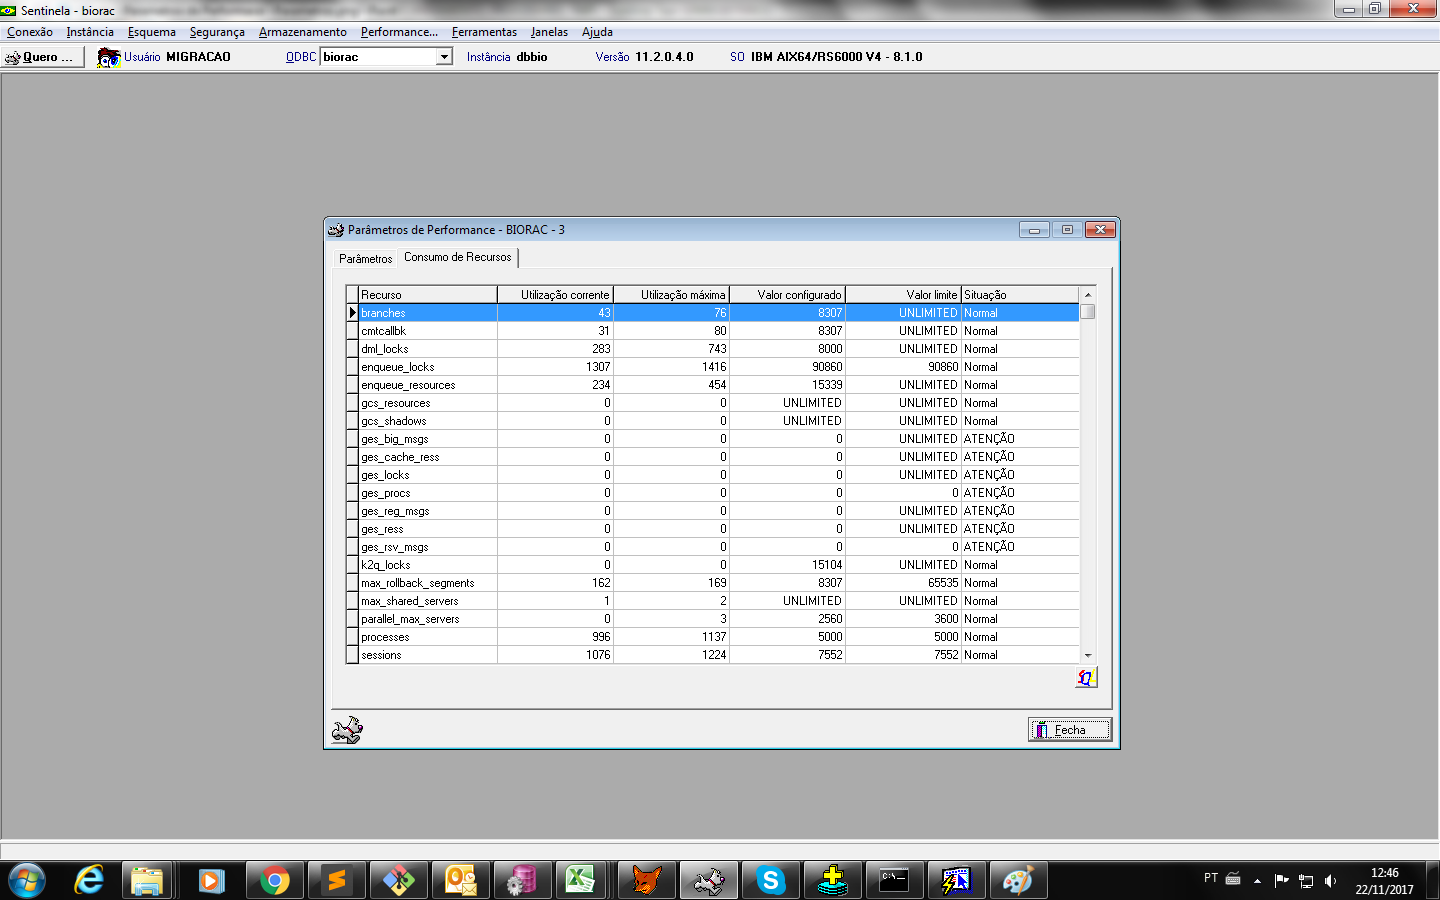 Sentinela - biorac
Conexão Instância Esquema Segurança Armazenamento Performance... Ferramentas Janelas Ajuda
Quero ... Usuário MIGRACAO ODBC biorac Instância dbbio Versão 11.2.0.4.0 SO IBM AIX64/RS6000 V4 - 8.1.0
Parâmetros de Performance - BIORAC - 3
Parâmetros Consumo de Recursos
Recurso Utilização corrente Utilização máxima Valor configurado Valor limite Situação
branches 43 76 8307 UNLIMITED Normal
cmtcallbk 31 80 8307 UNLIMITED Normal
dml_locks 283 743 8000 UNLIMITED Normal
enqueue_locks 1307 1416 90860 90860 Normal
enqueue_resources 234 454 15339 UNLIMITED Normal
gcs_resources 0 0 UNLIMITED UNLIMITED Normal
gcs_shadows 0 0 UNLIMITED UNLIMITED Normal
ges_big_msgs 0 0 0 UNLIMITED ATENÇÃO
ges_cache_ress 0 0 0 UNLIMITED ATENÇÃO
ges_locks 0 0 0 UNLIMITED ATENÇÃO
ges_procs 0 0 0 0 ATENÇÃO
ges_reg_msgs 0 0 0 UNLIMITED ATENÇÃO
ges_ress 0 0 0 UNLIMITED ATENÇÃO
ges_rsv_msgs 0 0 0 0 ATENÇÃO
k2q_locks 0 0 15104 UNLIMITED Normal
max_rollback_segments 162 169 8307 65535 Normal
max_shared_servers 1 2 UNLIMITED UNLIMITED Normal
parallel_max_servers 0 3 2560 3600 Normal
processes 996 1137 5000 5000 Normal
sessions 1076 1224 7552 7552 Normal
Fecha
PT
12:46
22/11/2017